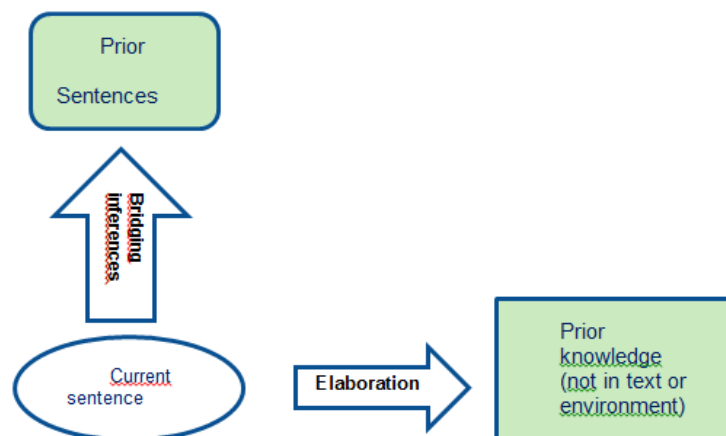 Prior
Sentences
Bridging
inferences
Current
sentence
Elaboration
Prior
knowledge
(not in text or
environment)